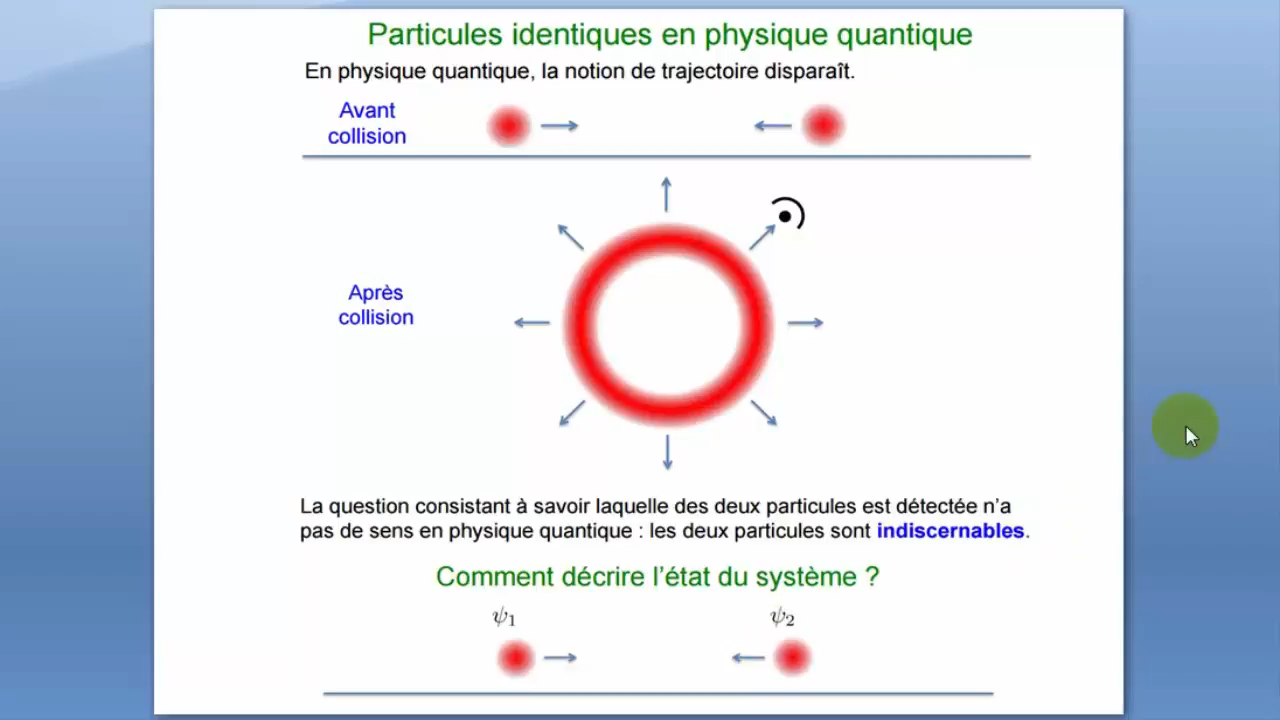 Particules identiques en physique quantique
En physique quantique, la notion de trajectoire disparaît.
Avant
collision
Après
collision
La question consistant à savoir laquelle des deux particules est détectée n’a
pas de sens en physique quantique : les deux particules sont indiscernables.
Comment décrire l’état du système ?
ψ₁ ψ₂